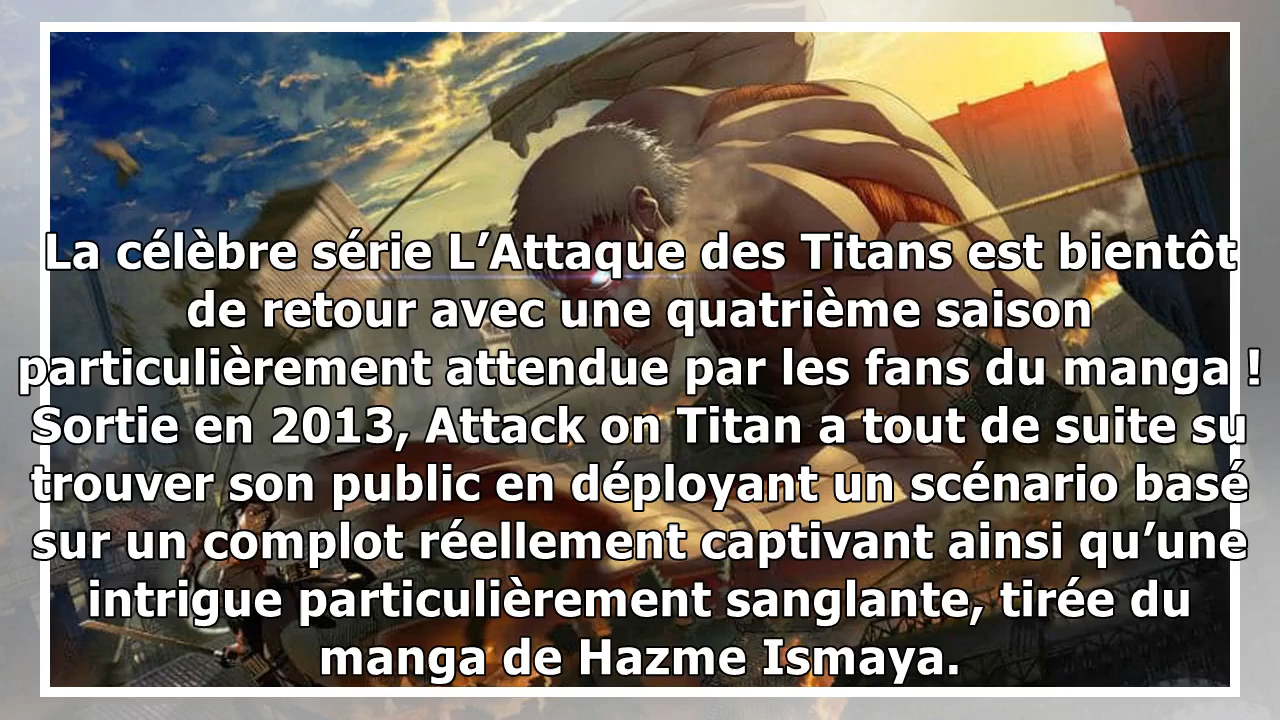 La célèbre série L’Attaque des Titans est bientôt
de retour avec une quatrième saison
particulièrement attendue par les fans du manga !
Sortie en 2013, Attack on Titan a tout de suite su
trouver son public en déployant un scénario basé
sur un complot réellement captivant ainsi qu’une
intrigue particulièrement sanglante, tirée du
manga de Hazme Ismaya.